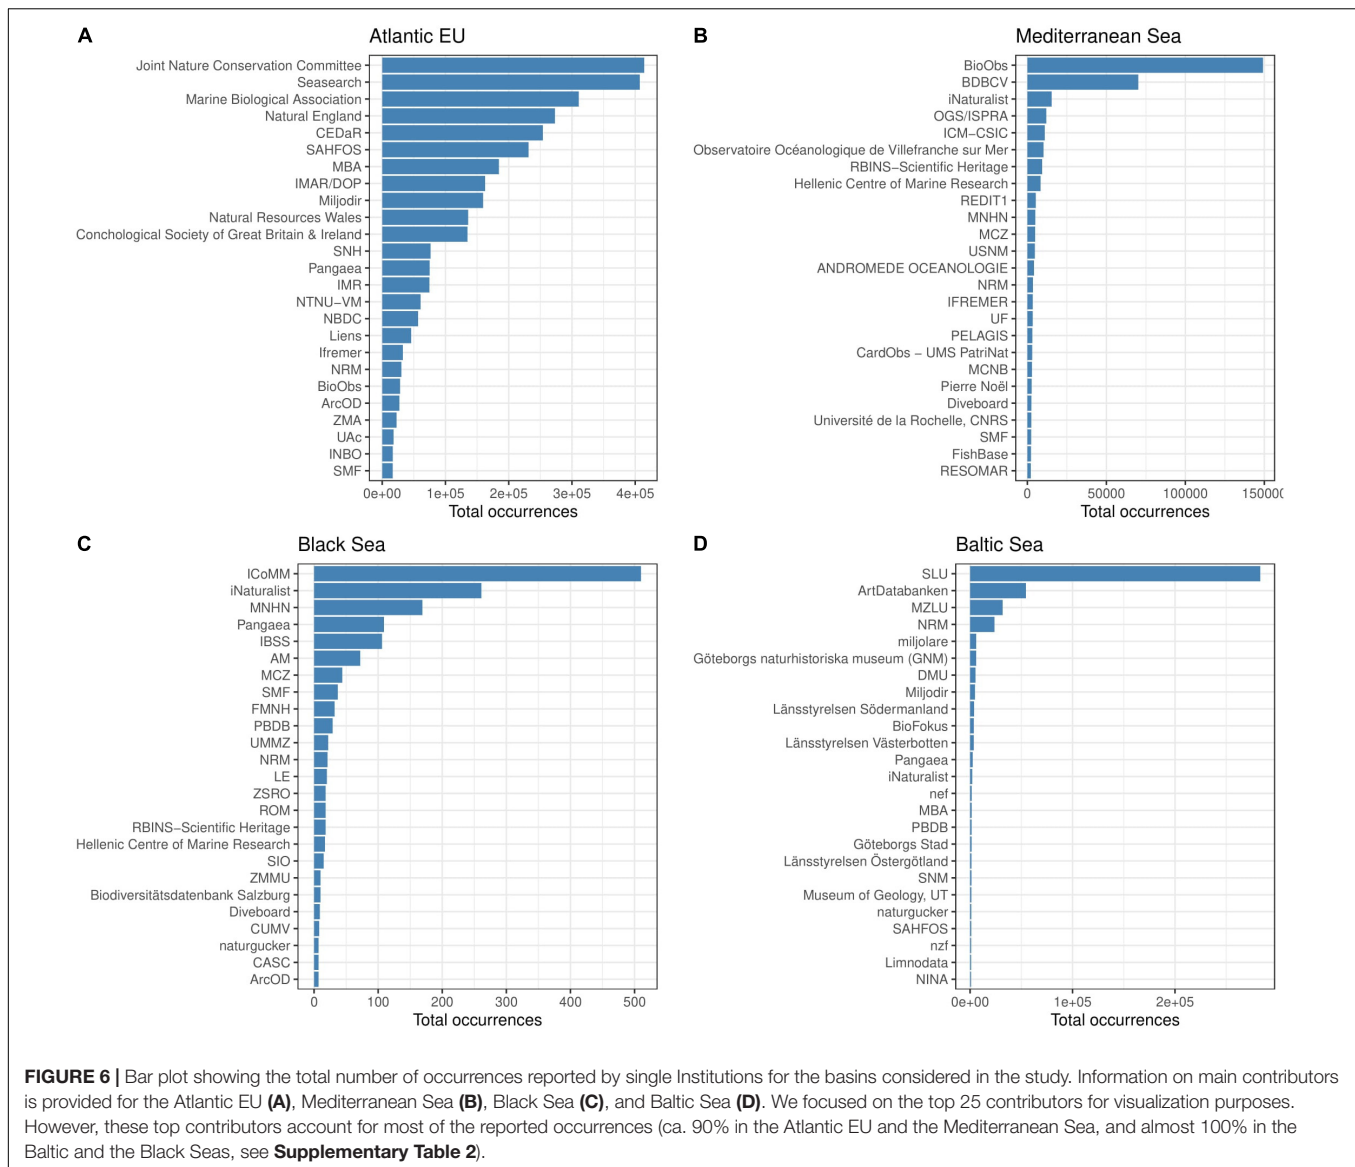 A
Atlantic EU
Joint Nature Conservation Committee
Seasearch
Marine Biological Association
Natural England
CEDaR
SAHFOS
MBA
IMAR/DOP
Miljodir
Natural Resources Wales
Conchological Society of Great Britain & Ireland
SNH
Pangaea
IMR
NTNU−VM
NBDC
Liens
Ifremer
NRM
BioObs
ArcOD
ZMA
UAc
INBO
SMF
0e+00 1e+05 2e+05 3e+05 4e+05
Total occurrences
B
Mediterranean Sea
BioObs
BDBCV
iNaturalist
OGS/ISPRA
ICM−CSIC
Observatoire Océanologique de Villefranche sur Mer
RBINS−Scientific Heritage
Hellenic Centre of Marine Research
REDIT1
MNHN
MCZ
USNM
ANDROMEDE OCEANOLOGIE
NRM
IFREMER
UF
PELAGIS
CardObs − UMS PatriNat
MCNB
Pierre Noël
Diveboard
Université de la Rochelle, CNRS
SMF
FishBase
RESOMAR
0 50000 100000 150000
Total occurrences
C
Black Sea
ICoMM
iNaturalist
MNHN
Pangaea
IBSS
AM
MCZ
SMF
FMNH
PBDB
UMMZ
NRM
LE
ZSRO
ROM
RBINS−Scientific Heritage
Hellenic Centre of Marine Research
SIO
ZMMU
Biodiversitätsdatenbank Salzburg
Diveboard
CUMV
naturgucker
CASC
ArcOD
0 100 200 300 400 500
Total occurrences
D
Baltic Sea
SLU
ArtDatabanken
MZLU
NRM
miljolare
Göteborgs naturhistoriska museum (GNM)
DMU
Miljodir
Länsstyrelsen Södermanland
BioFokus
Länsstyrelsen Västerbotten
Pangaea
iNaturalist
nef
MBA
PBDB
Göteborgs Stad
Länsstyrelsen Östergötland
SNM
Museum of Geology, UT
naturgucker
SAHFOS
nzf
Limnodata
NINA
0e+00 1e+05 2e+05
Total occurrences
FIGURE 6 | Bar plot showing the total number of occurrences reported by single Institutions for the basins considered in the study. Information on main contributors
is provided for the Atlantic EU (A), Mediterranean Sea (B), Black Sea (C), and Baltic Sea (D). We focused on the top 25 contributors for visualization purposes.
However, these top contributors account for most of the reported occurrences (ca. 90% in the Atlantic EU and the Mediterranean Sea, and almost 100% in the
Baltic and the Black Seas, see Supplementary Table 2).